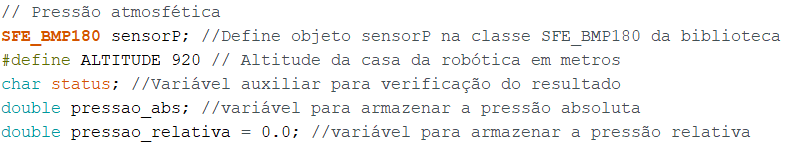 // Pressão atmosfética
SFE_BMP180 sensorP; //Define objeto sensorP na classe SFE_BMP180 da biblioteca
#define ALTITUDE 920 // Altitude da casa da robótica em metros
char status; //Variável auxiliar para verificação do resultado
double pressao_abs; //variável para armazenar a pressão absoluta
double pressao_relativa = 0.0; //variável para armazenar a pressão relativa